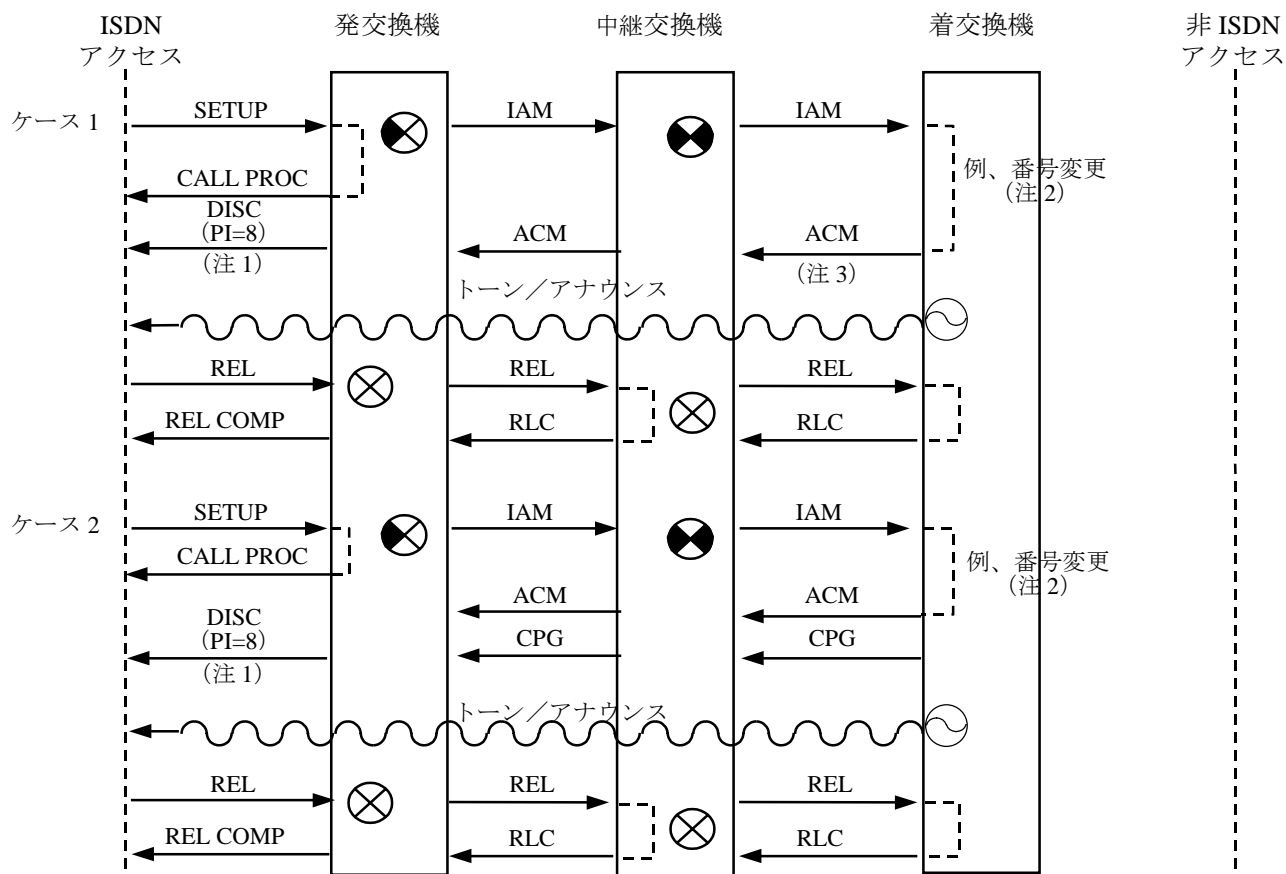 ISDN
アクセス
発交換機
中継交換機
着交換機
非 ISDN
アクセス
ケース 1
SETUP
IAM
IAM
CALL PROC
例、番号変更
(注 2)
DISC
(PI=8)
(注 1)
ACM
ACM
(注 3)
トーン／アナウンス
REL
REL
REL
REL COMP
RLC
RLC
ケース 2
SETUP
IAM
IAM
CALL PROC
例、番号変更
(注 2)
ACM
ACM
DISC
(PI=8)
(注 1)
CPG
CPG
トーン／アナウンス
REL
REL
REL
REL COMP
RLC
RLC